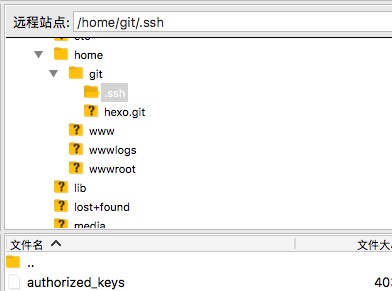 远程站点: /home/git/.ssh
etc
home
git
.ssh
hexo.git
www
wwwlogs
wwwroot
lib
lost+found
media
文件名 文件大
..
authorized_keys 40